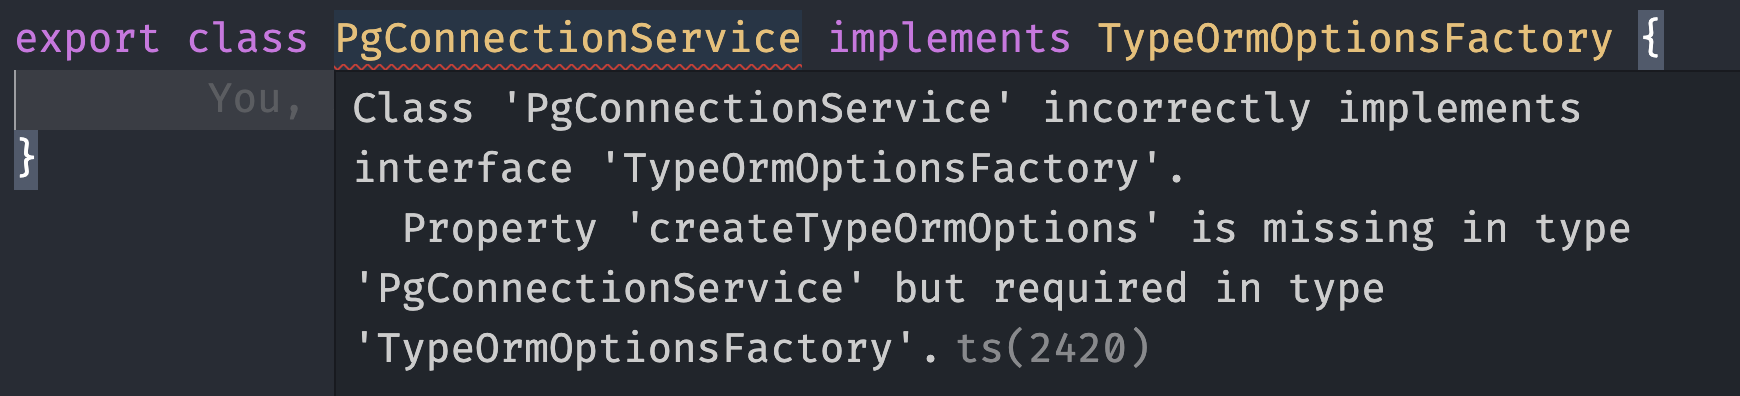 export class PgConnectionService implements TypeOrmOptionsFactory {
You,
Class 'PgConnectionService' incorrectly implements
interface 'TypeOrmOptionsFactory'.
Property 'createTypeOrmOptions' is missing in type
'PgConnectionService' but required in type
'TypeOrmOptionsFactory'. ts(2420)
}